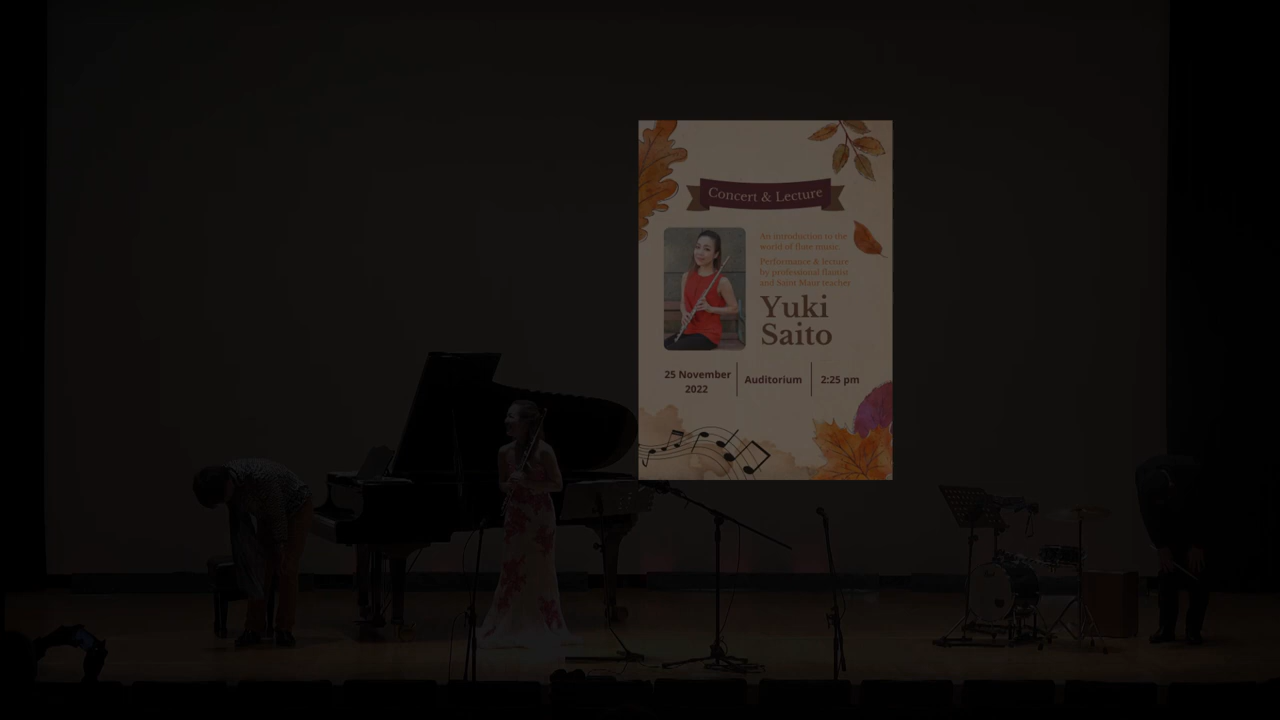 Concert & Lecture
An introduction to the
world of flute music
Performance & lecture
by professional flautist
and Saint Maur teacher
Yuki
Saito
25 November
2022
Auditorium
2:25 pm